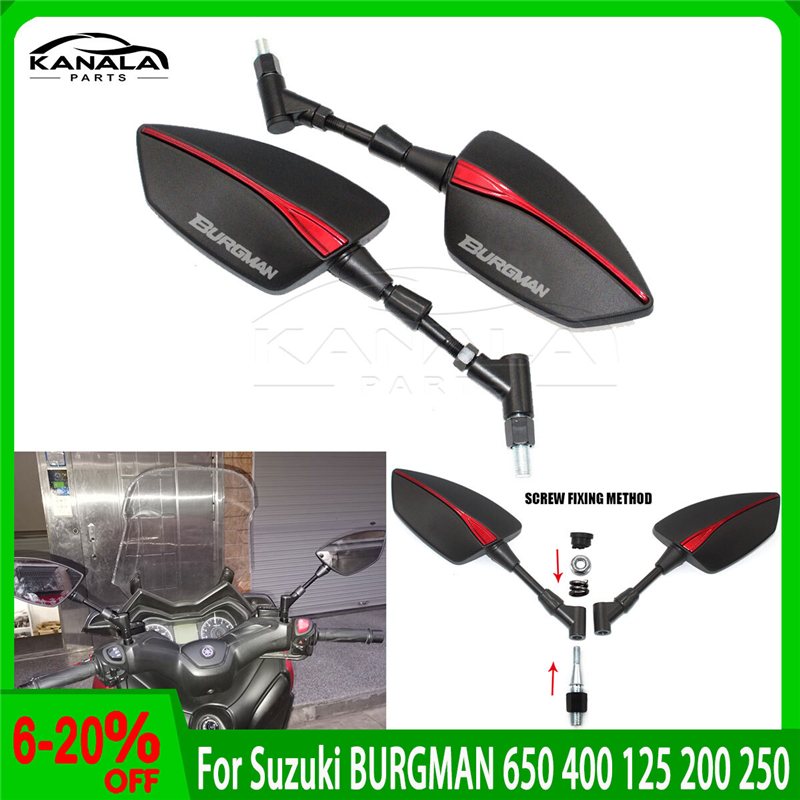 KANALA
PARTS
BURGMAN
BURGMAN
KANALA
PARTS
SCREW FIXING METHOD
6-20% OFF
For Suzuki BURGMAN 650 400 125 200 250